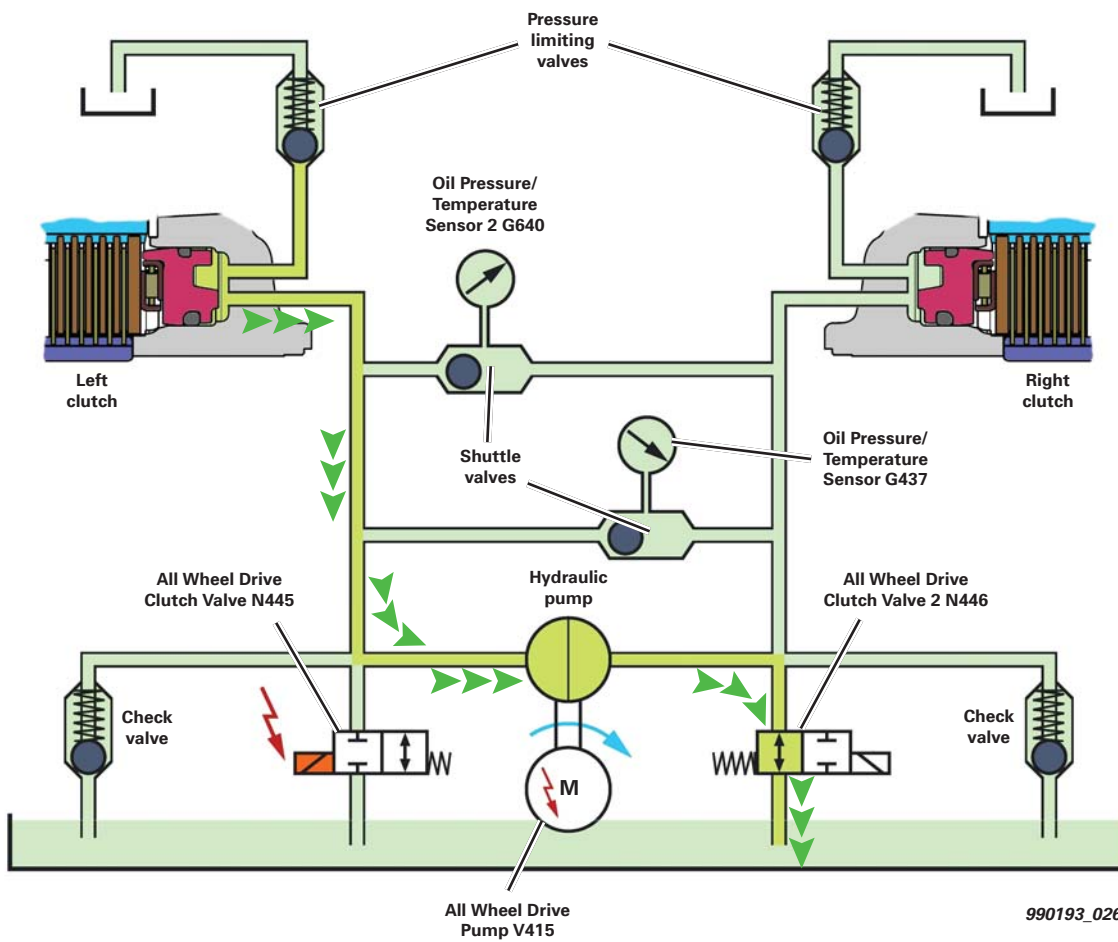 Pressure
limiting
valves
Oil Pressure/
Temperature
Sensor 2 G640
Left
clutch
Right
clutch
Shuttle
valves
Oil Pressure/
Temperature
Sensor G437
All Wheel Drive
Clutch Valve N445
Hydraulic
pump
All Wheel Drive
Clutch Valve 2 N446
Check
valve
Check
valve
M
All Wheel Drive
Pump V415
990193_026